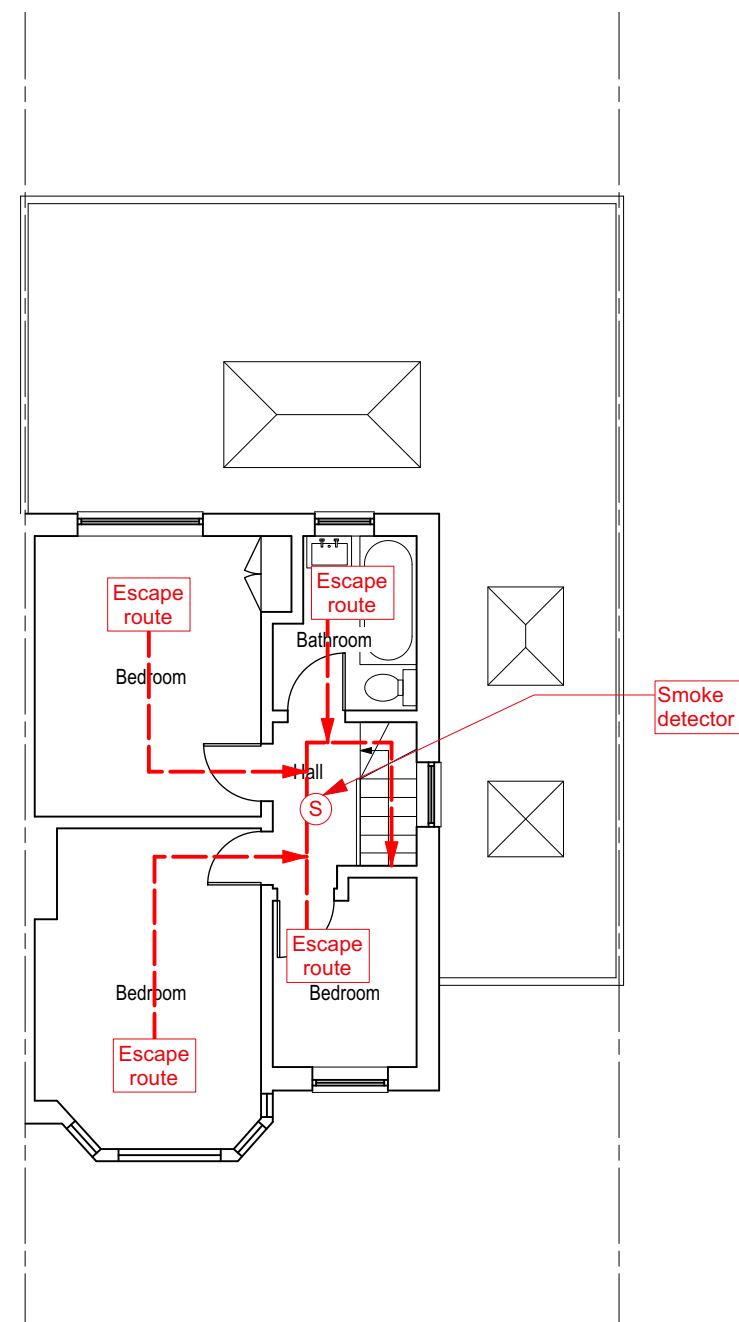 Escape
route
Escape
route
Bathroom
Bedroom
Smoke
detector
Hall
S
Escape
route
Bedroom
Bedroom
Escape
route